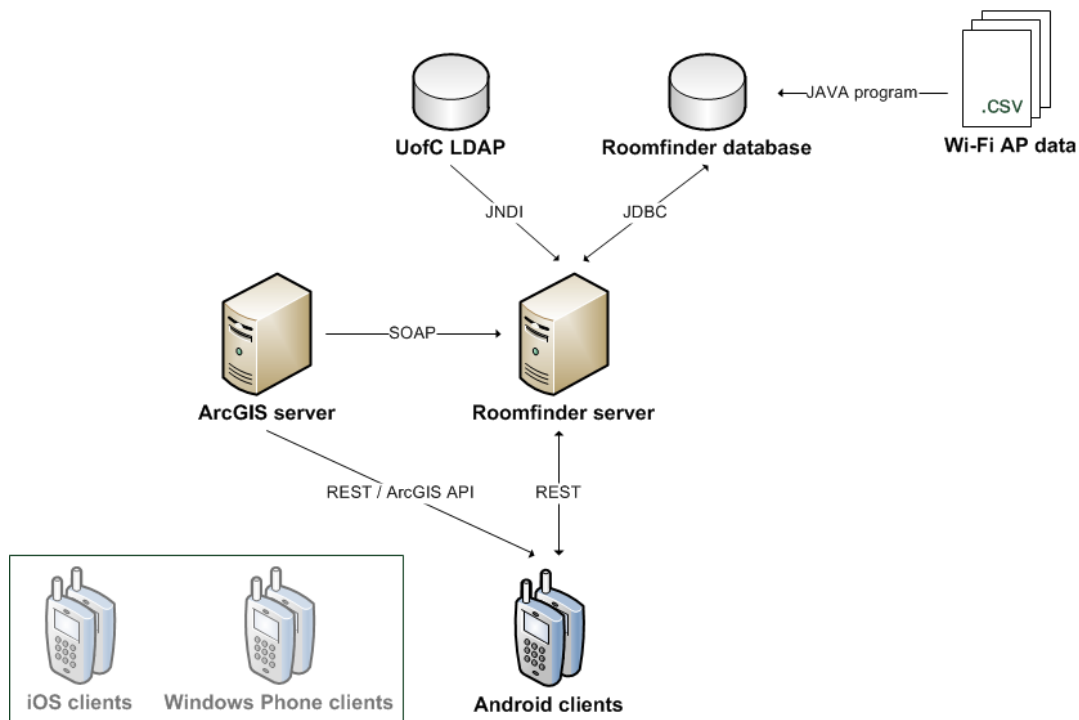 JAVA program
.CSV
UofC LDAP
Roomfinder database
Wi-Fi AP data
JNDI
JDBC
SOAP
ArcGIS server
Roomfinder server
REST / ArcGIS API
REST
iOS clients
Windows Phone clients
Android clients